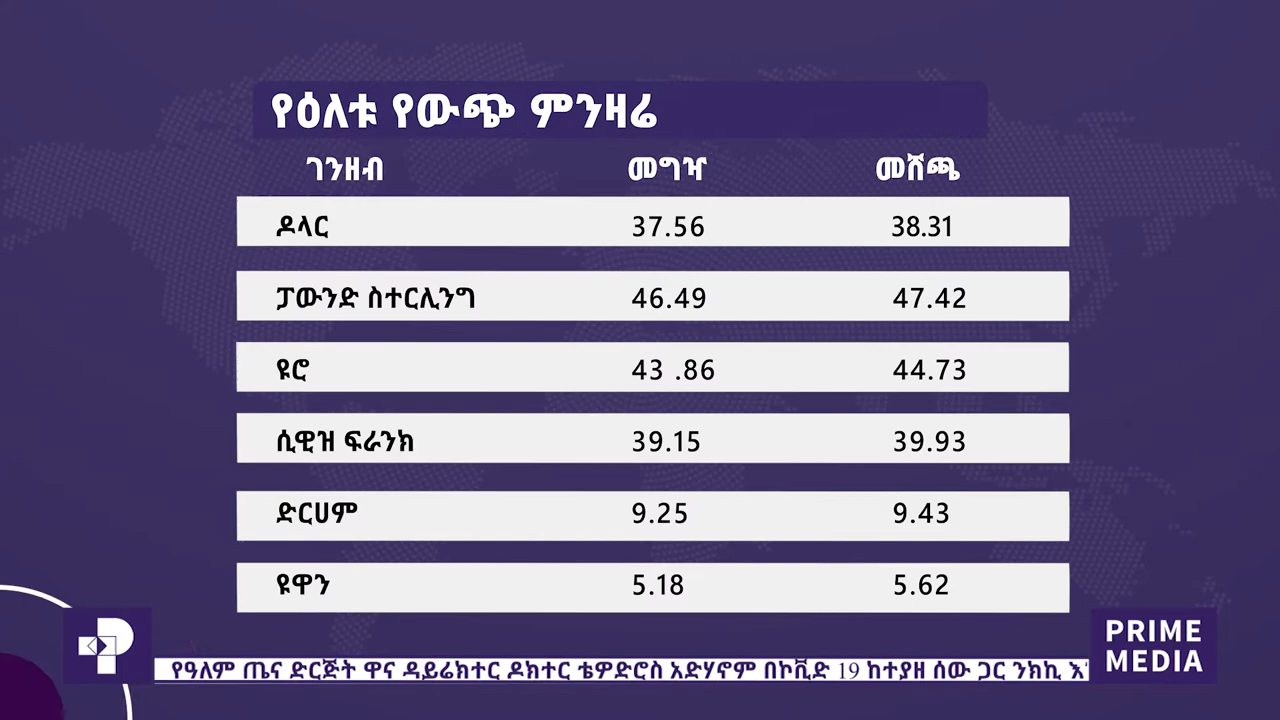 የዕለቱ የውጭ ምንዛሬ
ገንዘብ መግዣ መሸጫ
ዶላር 37.56 38.31
ፓውንድ ስተርሊንግ 46.49 47.42
ዩሮ 43 .86 44.73
ሲዊዝ ፍራንክ 39.15 39.93
ድርሀም 9.25 9.43
ዩዋን 5.18 5.62
PRIME
MEDIA
የዓለም ጤና ድርጅት ዋና ዳይሬክተር ዶክተር ቴዎድሮስ አድሃኖም በኮቪድ 19 ከተያዘ ሰው ጋር ንክኪ